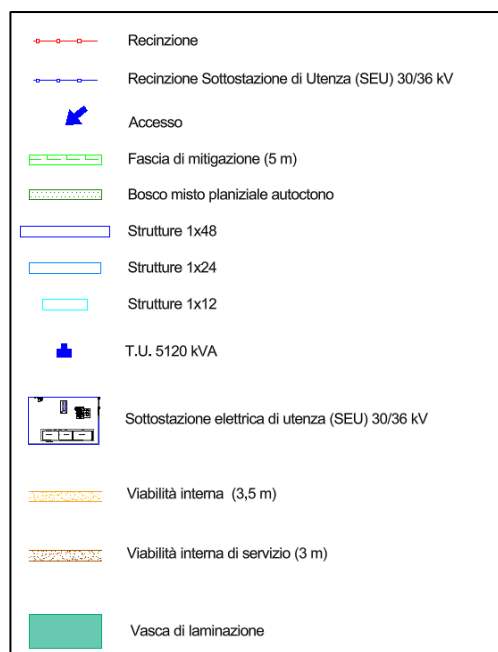 Recinzione
Recinzione Sottostazione di Utenza (SEU) 30/36 kV
Accesso
Fascia di mitigazione (5 m)
Bosco misto planiziale autoctono
Strutture 1x48
Strutture 1x24
Strutture 1x12
T.U. 5120 kVA
Sottostazione elettrica di utenza (SEU) 30/36 kV
Viabilità interna (3,5 m)
Viabilità interna di servizio (3 m)
Vasca di laminazione